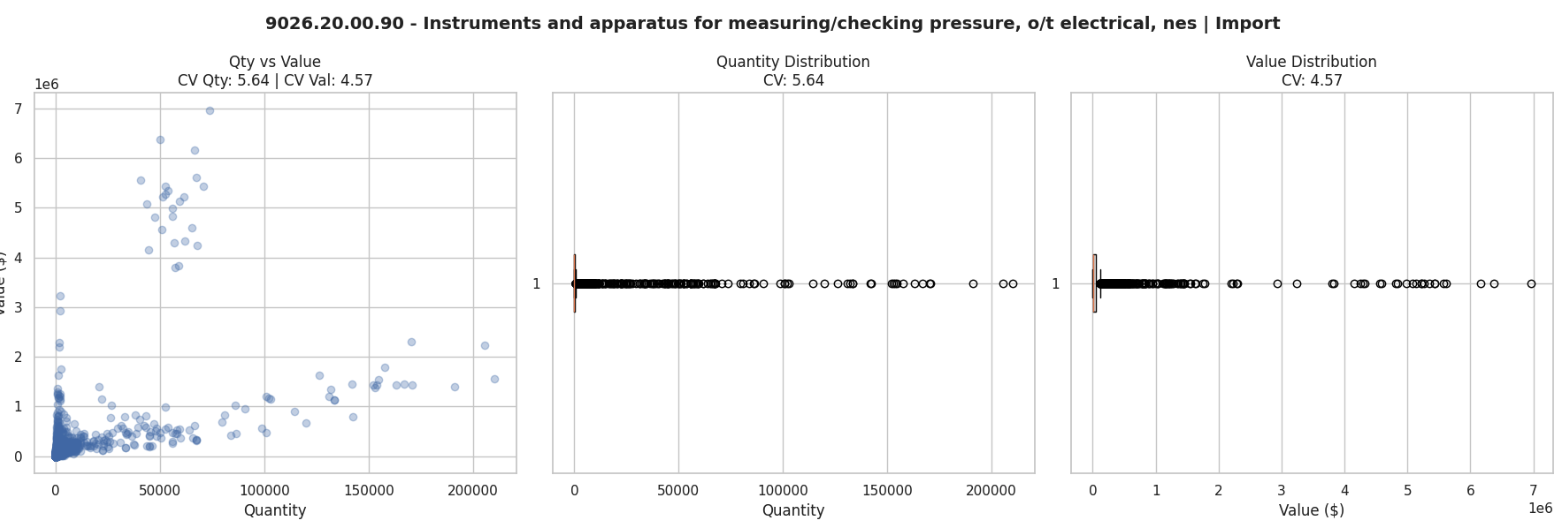 9026.20.00.90 - Instruments and apparatus for measuring/checking pressure, o/t electrical, nes | Import
Qty vs Value
CV Qty: 5.64 | CV Val: 4.57
1e6
7
6
5
4
3
2
1
0
0
50000
100000
150000
200000
Quantity
Quantity Distribution
CV: 5.64
1
0
50000
100000
150000
200000
Quantity
Value Distribution
CV: 4.57
1
0
1
2
3
4
5
6
7
1e6
Value ($)